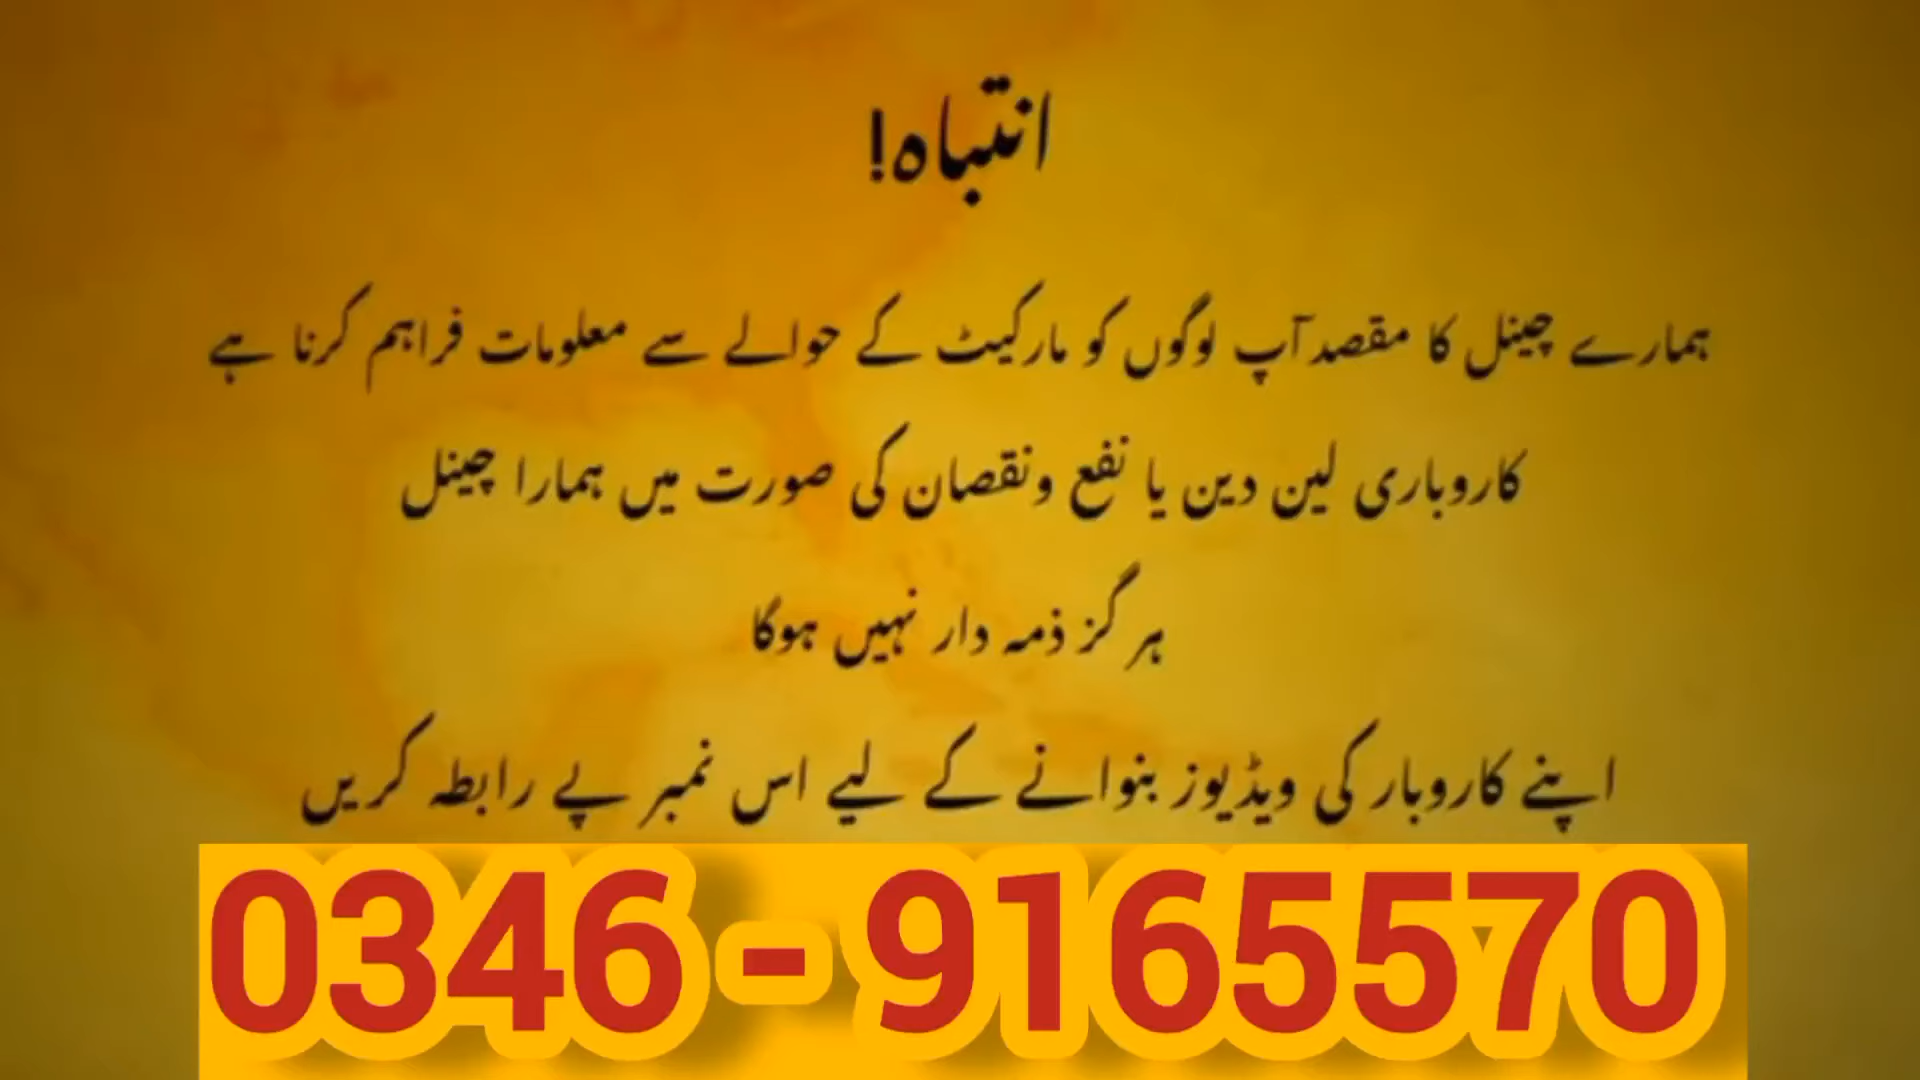 انتباہ!
ہمارے چینل کا مقصد آپ لوگوں کو مارکیٹ کے حوالے سے معلومات فراہم کرنا ہے
کاروباری لین دین یا نفع ونقصان کی صورت میں ہمارا چینل
ہرگز ذمہ دار نہیں ہوگا
اپنے کاروبار کی ویڈیوز بنوانے کے لیے اس نمبر پے رابطہ کریں
0346 - 9165570